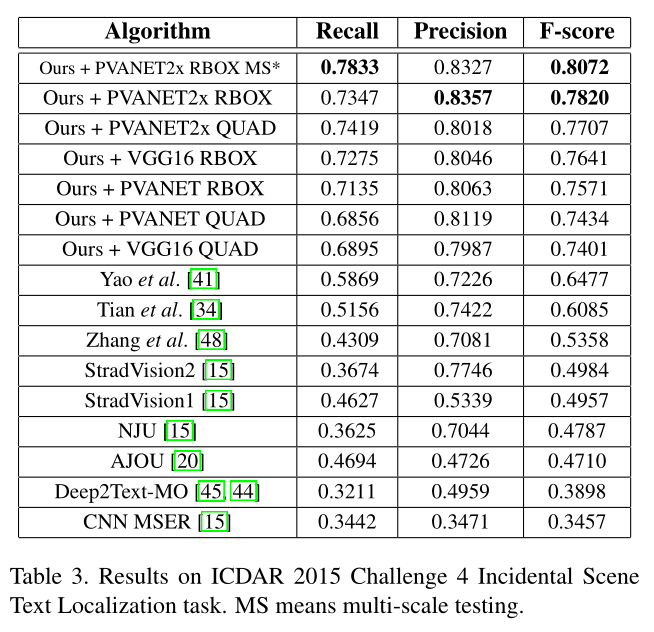 Algorithm Recall Precision F-score
Ours + PVANET2x RBOX MS* 0.7833 0.8327 0.8072
Ours + PVANET2x RBOX 0.7347 0.8357 0.7820
Ours + PVANET2x QUAD 0.7419 0.8018 0.7707
Ours + VGG16 RBOX 0.7275 0.8046 0.7641
Ours + PVANET RBOX 0.7135 0.8063 0.7571
Ours + PVANET QUAD 0.6856 0.8119 0.7434
Ours + VGG16 QUAD 0.6895 0.7987 0.7401
Yao et al. [41] 0.5869 0.7226 0.6477
Tian et al. [34] 0.5156 0.7422 0.6085
Zhang et al. [48] 0.4309 0.7081 0.5358
StradVision2 [15] 0.3674 0.7746 0.4984
StradVision1 [15] 0.4627 0.5339 0.4957
NJU [15] 0.3625 0.7044 0.4787
AJOU [20] 0.4694 0.4726 0.4710
Deep2Text-MO [45, 44] 0.3211 0.4959 0.3898
CNN MSER [15] 0.3442 0.3471 0.3457
Table 3. Results on ICDAR 2015 Challenge 4 Incidental Scene
Text Localization task. MS means multi-scale testing.